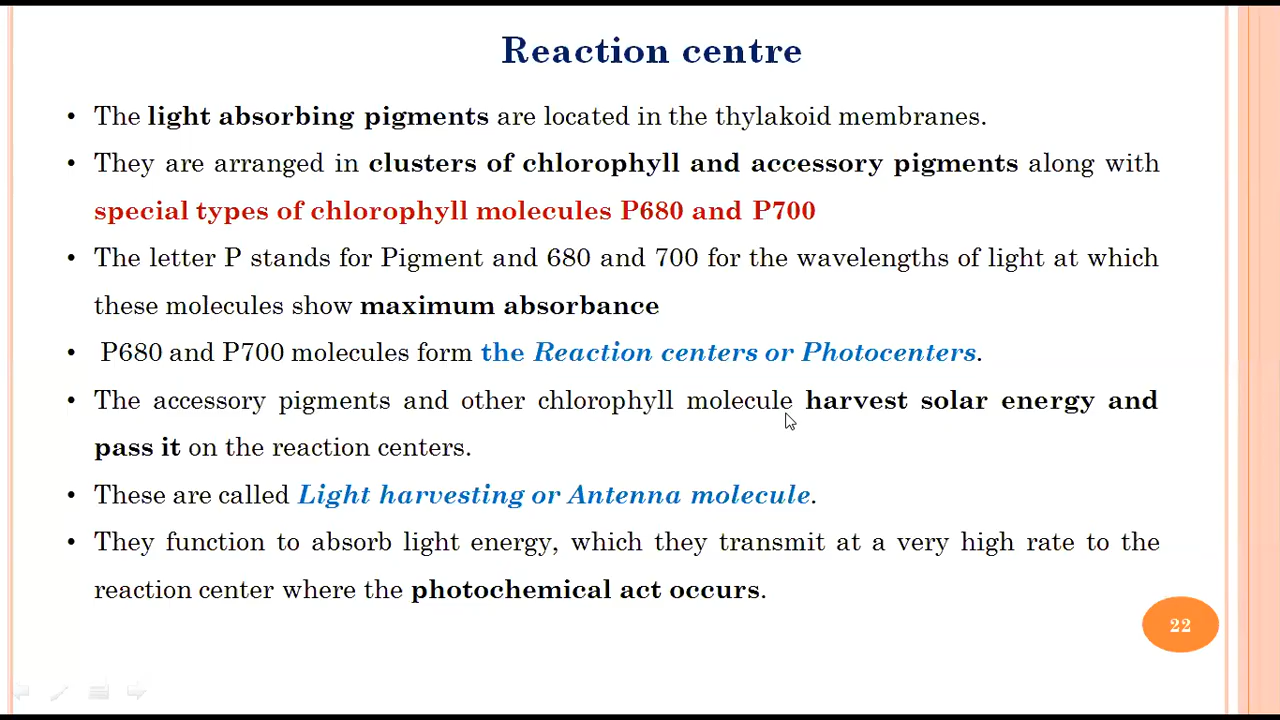 Reaction centre
• The light absorbing pigments are located in the thylakoid membranes.
• They are arranged in clusters of chlorophyll and accessory pigments along with
special types of chlorophyll molecules P680 and P700
• The letter P stands for Pigment and 680 and 700 for the wavelengths of light at which
these molecules show maximum absorbance
• P680 and P700 molecules form the Reaction centers or Photocenters.
• The accessory pigments and other chlorophyll molecule harvest solar energy and
pass it on the reaction centers.
• These are called Light harvesting or Antenna molecule.
• They function to absorb light energy, which they transmit at a very high rate to the
reaction center where the photochemical act occurs.
22